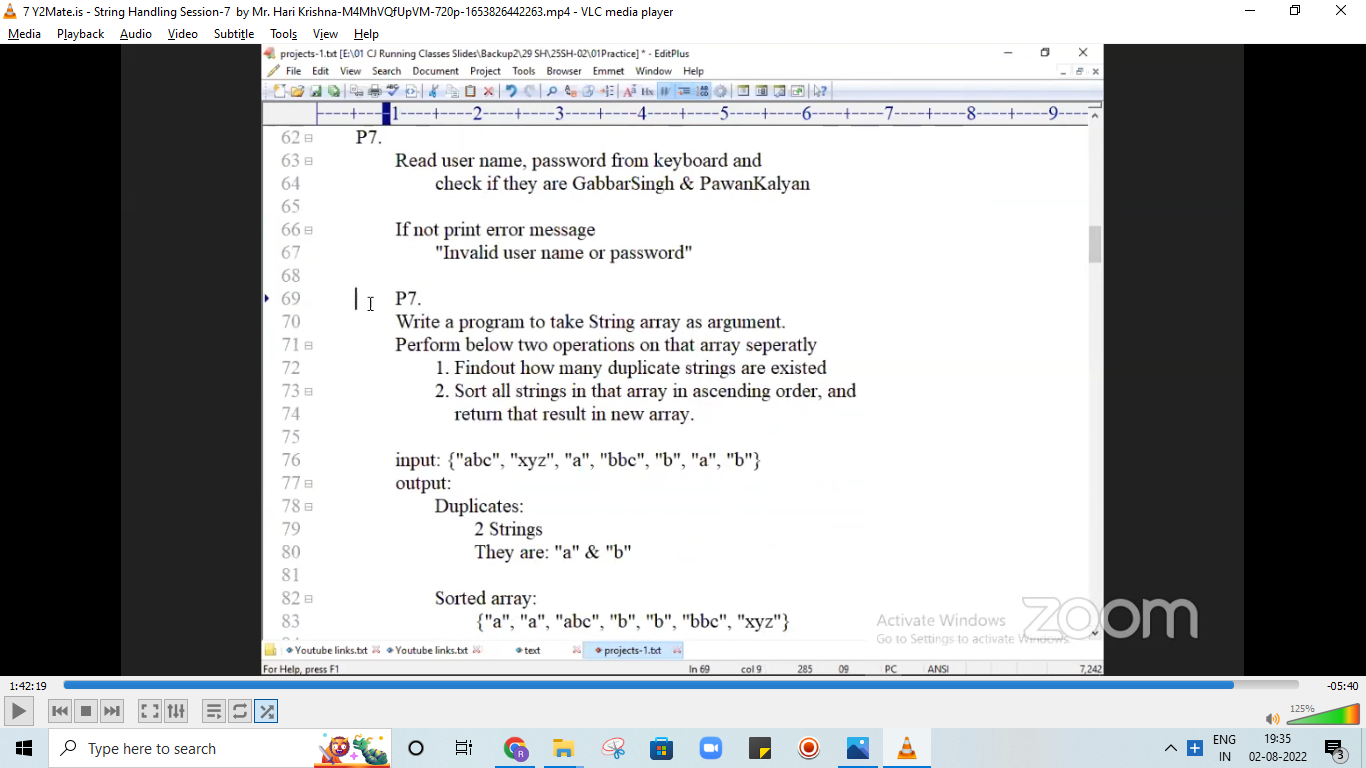 7 Y2Mate.is - String Handling Session-7 by Mr. Hari Krishna-M4MhVQfUpVM-720p-1653826442263.mp4 - VLC media player
Media Playback Audio Video Subtitle Tools View Help
projects-1.txt [E:\01 CJ Running Classes Slides\Backup2\29 SH\25SH-02\01Practice] * - EditPlus
File Edit View Search Document Project Tools Browser Emmet Window Help
----+----1----+----2----+----3----+----4----+----5----+----6----+----7----+----8----+----9----
62 P7.
63 Read user name, password from keyboard and
64 check if they are GabbarSingh & PawanKalyan
65
66 If not print error message
67 "Invalid user name or password"
68
69 P7.
70 Write a program to take String array as argument.
71 Perform below two operations on that array seperatly
72 1. Findout how many duplicate strings are existed
73 2. Sort all strings in that array in ascending order, and
74 return that result in new array.
75
76 input: {"abc", "xyz", "a", "bbc", "b", "a", "b"}
77 output:
78 Duplicates:
79 2 Strings
80 They are: "a" & "b"
81
82 Sorted array:
83 {"a", "a", "abc", "b", "b", "bbc", "xyz"}
Activate Windows
Go to Settings to activate Windows.
zoom
Youtube links.txt Youtube links.txt text projects-1.txt
For Help, press F1 ln 69 col 9 285 09 PC ANSI 7,242
1:42:19 -05:40
125%
Type here to search
ENG
IN
19:35
02-08-2022
3